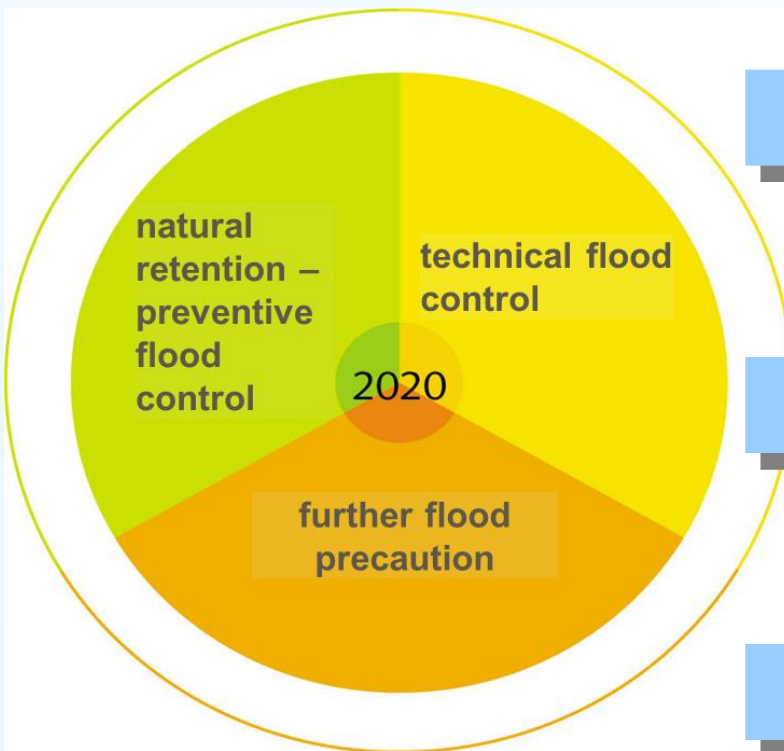 natural
retention –
preventive
flood
control
technical flood
control
2020
further flood
precaution